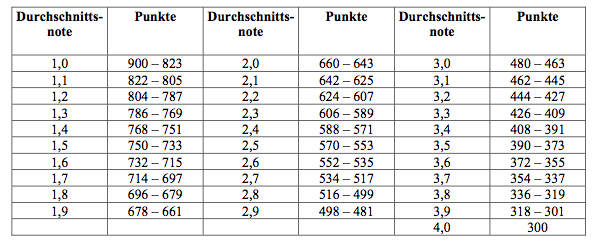 Durchschnitts-note Punkte Durchschnitts-note Punkte Durchschnitts-note Punkte
1,0 900 – 823 2,0 660 – 643 3,0 480 – 463
1,1 822 – 805 2,1 642 – 625 3,1 462 – 445
1,2 804 – 787 2,2 624 – 607 3,2 444 – 427
1,3 786 – 769 2,3 606 – 589 3,3 426 – 409
1,4 768 – 751 2,4 588 – 571 3,4 408 – 391
1,5 750 – 733 2,5 570 – 553 3,5 390 – 373
1,6 732 – 715 2,6 552 – 535 3,6 372 – 355
1,7 714 – 697 2,7 534 – 517 3,7 354 – 337
1,8 696 – 679 2,8 516 – 499 3,8 336 – 319
1,9 678 – 661 2,9 498 – 481 3,9 318 – 301
4,0 300